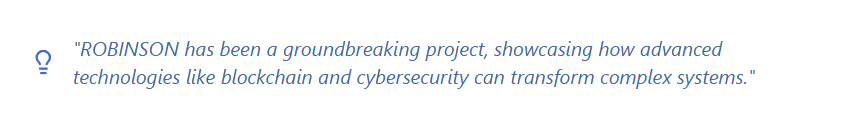 "ROBINSON has been a groundbreaking project, showcasing how advanced
technologies like blockchain and cybersecurity can transform complex systems."